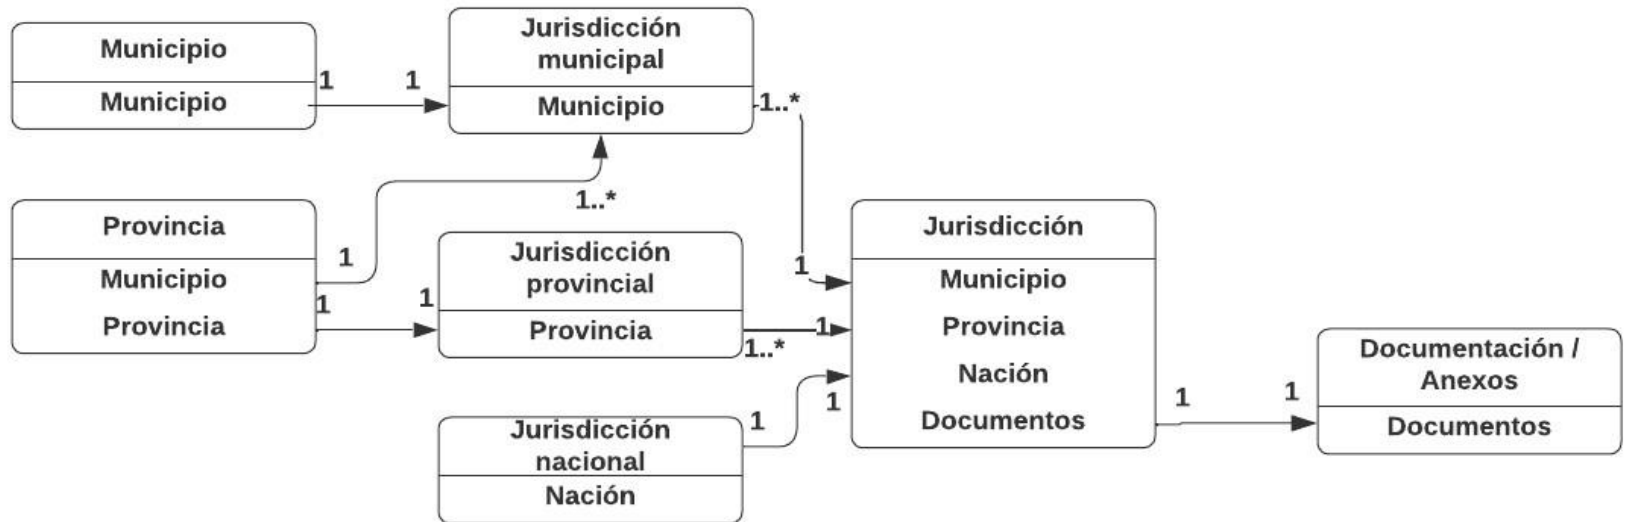 Municipio
Municipio
1
1
Jurisdicción
municipal
Municipio
1..*
1..*
Provincia
Municipio
Provincia
1
1
1
Jurisdicción
provincial
Provincia
1..*
1
1
Jurisdicción
nacional
Nación
1
1
Jurisdicción
Municipio
Provincia
Nación
Documentos
1
1
Documentación /
Anexos
Documentos